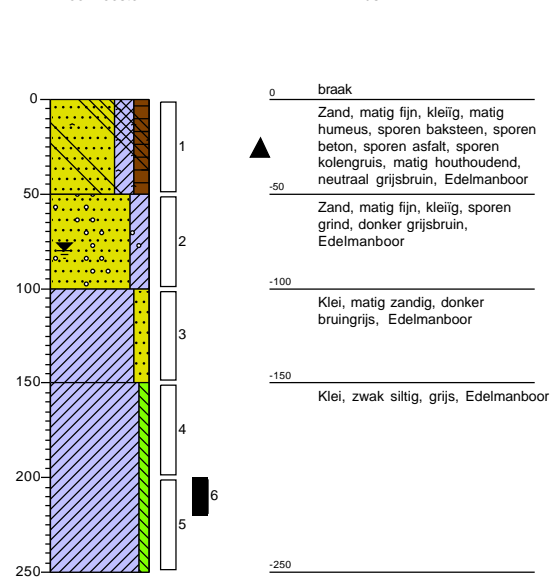 0
braak
0
Zand, matig fijn, kleiïg, matig
humeus, sporen baksteen, sporen
beton, sporen asfalt, sporen
kolengruis, matig houthoudend,
neutraal grijsbruin, Edelmanboor
1
50
-50
Zand, matig fijn, kleiïg, sporen
grind, donker grijsbruin,
Edelmanboor
2
100
-100
Klei, matig zandig, donker
bruingrijs, Edelmanboor
3
150
-150
Klei, zwak siltig, grijs, Edelmanboor
4
200
6
5
250
-250